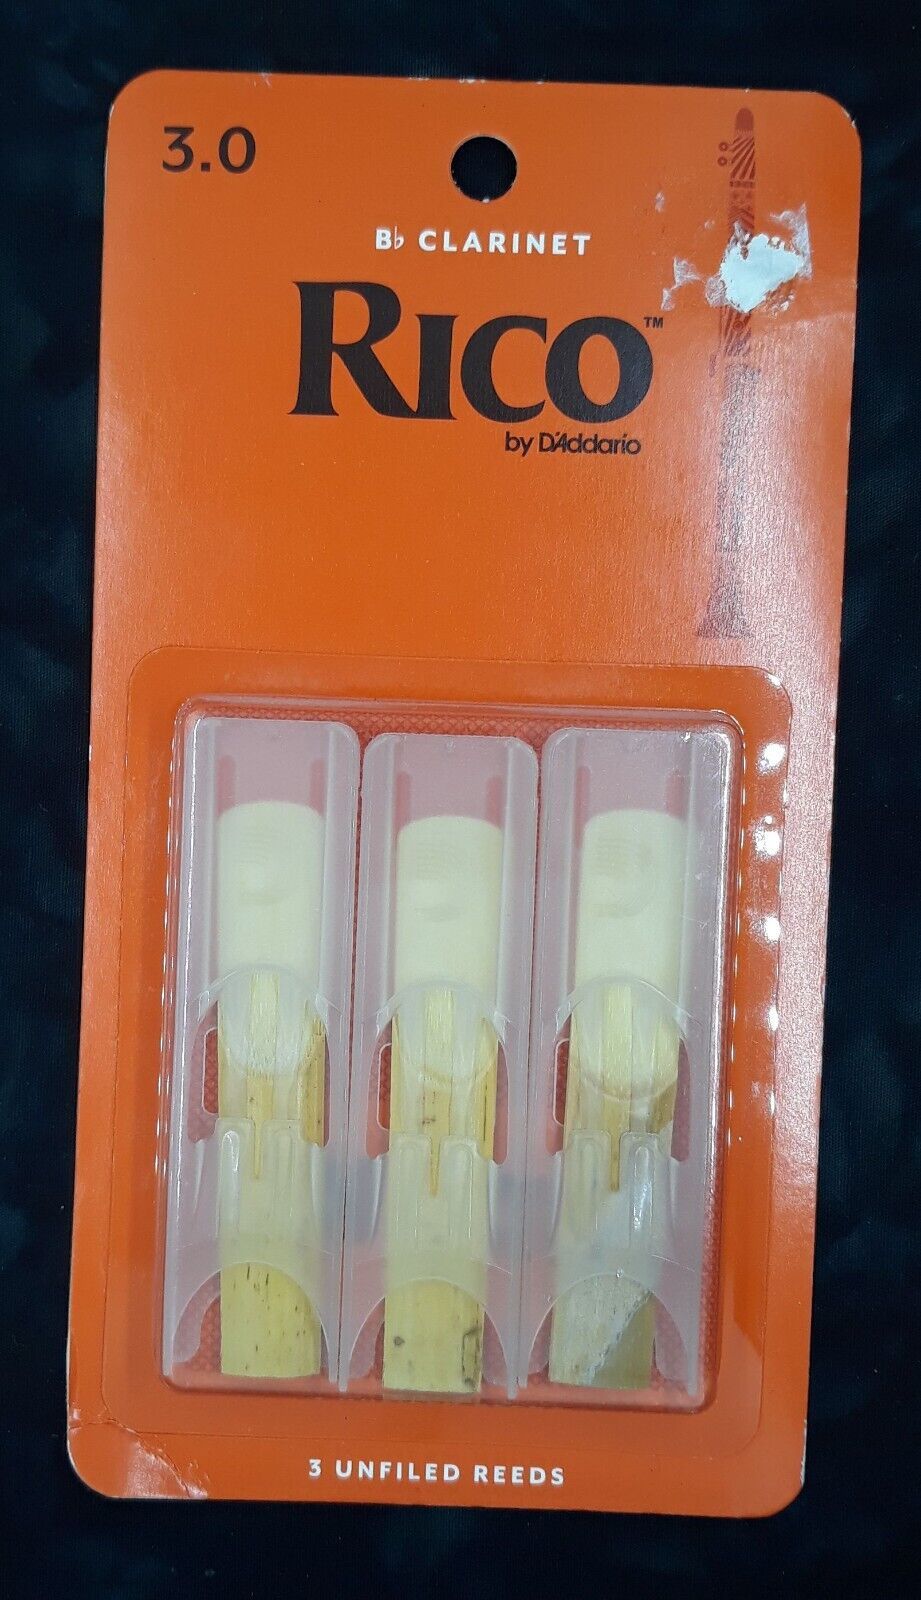 3.0
B♭ CLARINET
RICO™
by D'Addario
3 UNFILED REEDS